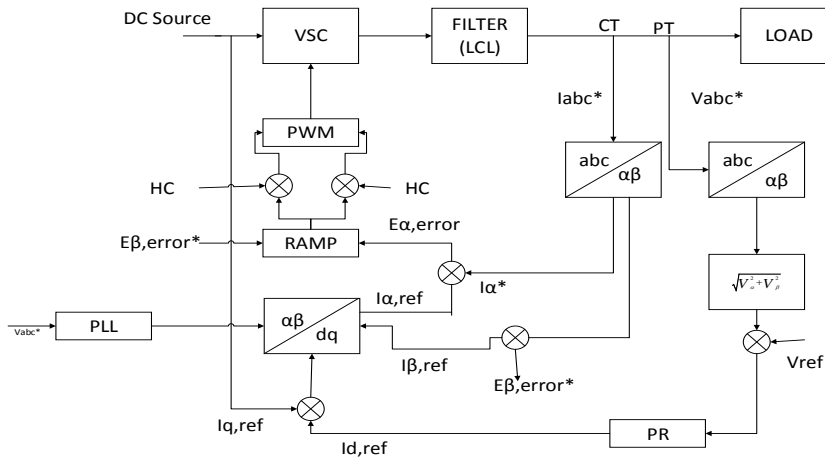 DC Source
VSC
FILTER
(LCL)
CT
PT
LOAD
Iabc*
Vabc*
PWM
abc
αβ
abc
αβ
HC
HC
Eα,error
Eβ,error*
RAMP
Iα,ref
Iα*
√V²α+V²β
Vabc*
PLL
αβ
dq
Iβ,ref
Eβ,error*
Vref
Iq,ref
Id,ref
PR